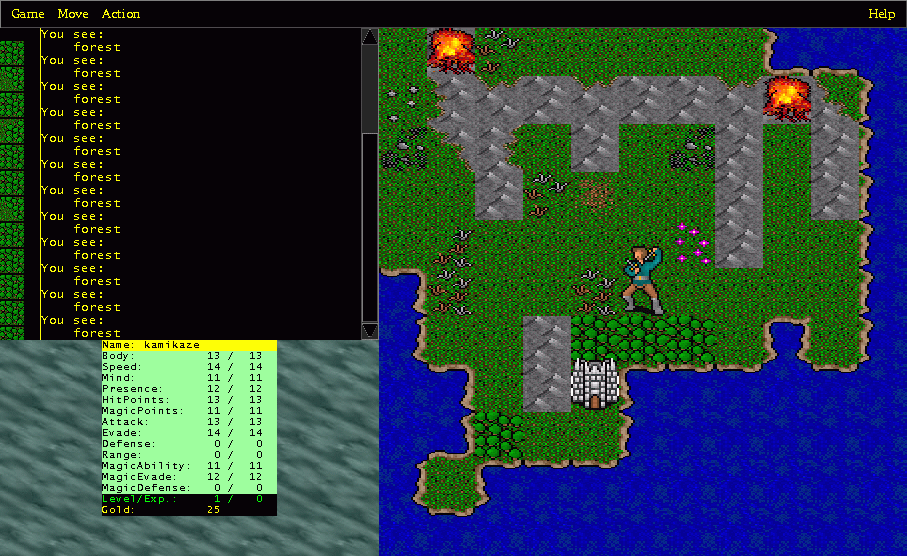 Game Move Action Help
You see:
forest
You see:
forest
You see:
forest
You see:
forest
You see:
forest
You see:
forest
You see:
forest
You see:
forest
You see:
forest
You see:
forest
You see:
forest
You see:
forest
Name: kamikaze
Body: 13 / 13
Speed: 14 / 14
Mind: 11 / 11
Presence: 12 / 12
HitPoints: 13 / 13
MagicPoints: 11 / 11
Attack: 13 / 13
Evade: 14 / 14
Defense: 0 / 0
Range: 0 / 0
MagicAbility: 11 / 11
MagicEvade: 12 / 12
MagicDefense: 0 / 0
Level/Exp.: 1 / 0
Gold: 25